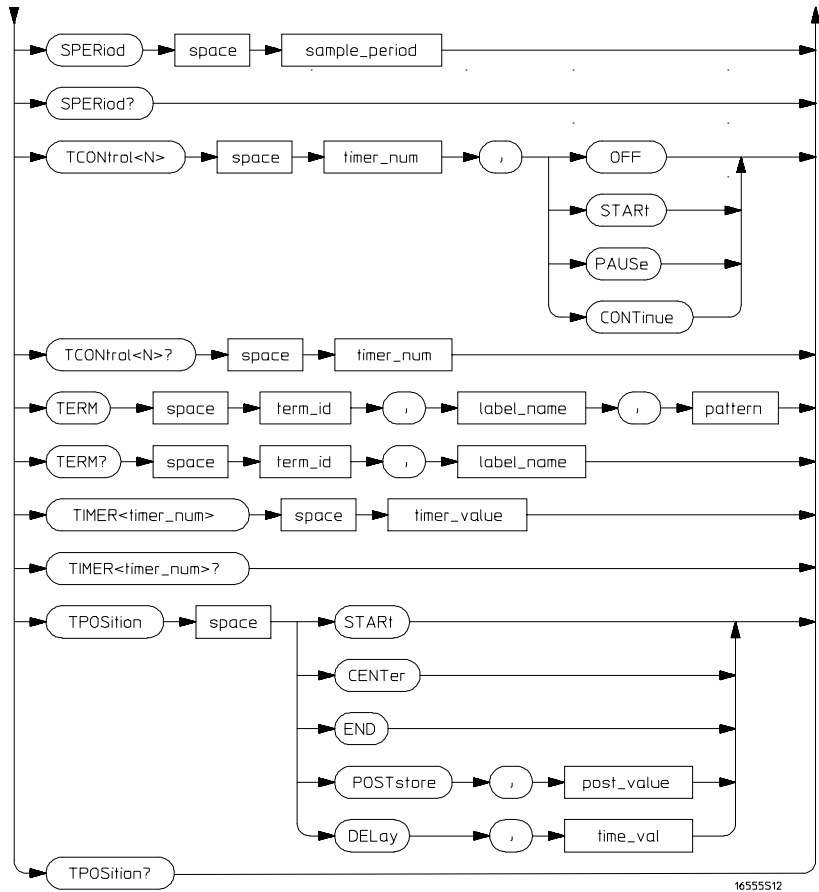 SPERiod space sample_period
SPERiod?
TCONtrol<N> space timer_num , OFF
STARt
PAUSe
CONTinue
TCONtrol<N>? space timer_num
TERM space term_id , label_name , pattern
TERM? space term_id , label_name
TIMER<timer_num> space timer_value
TIMER<timer_num>?
TPOSition space STARt
CENTer
END
POSTstore , post_value
DELay , time_val
TPOSition?
16555S12